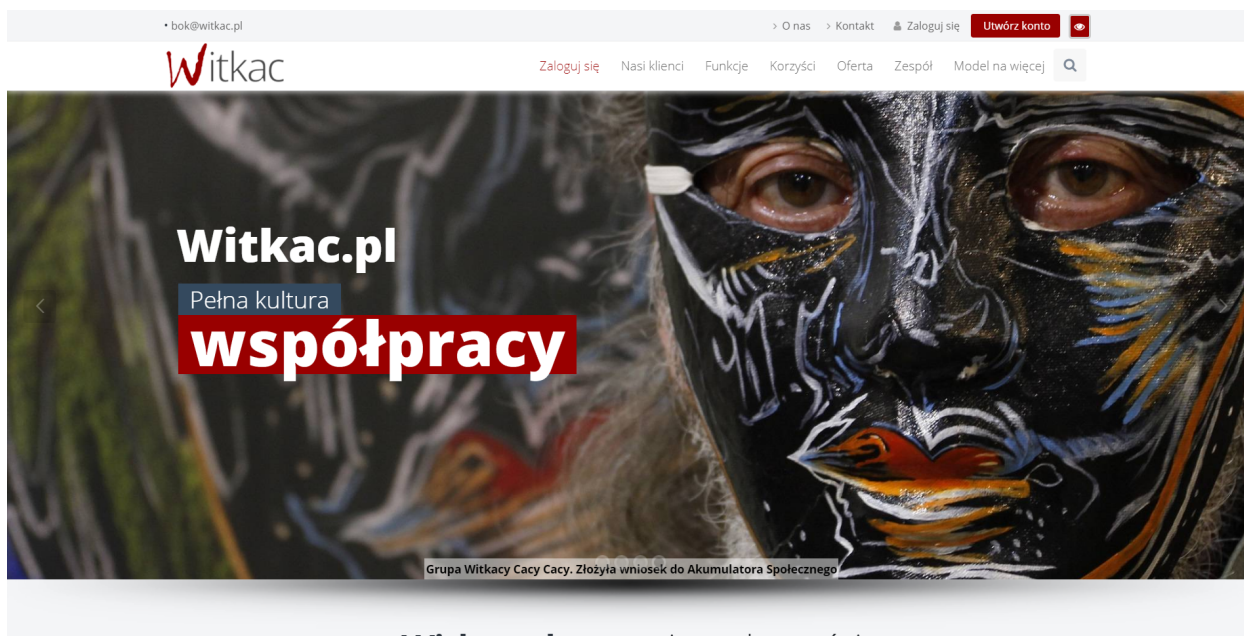 • bok@witkac.pl
> O nas > Kontakt Zaloguj się Utwórz konto
Witkac
Zaloguj się Nasi klienci Funkcje Korzyści Oferta Zespół Model na więcej
Witkac.pl
Pełna kultura
współpracy
Grupa Witkacy Cacy Cacy. Złożyła wniosek do Akumulatora Społecznego